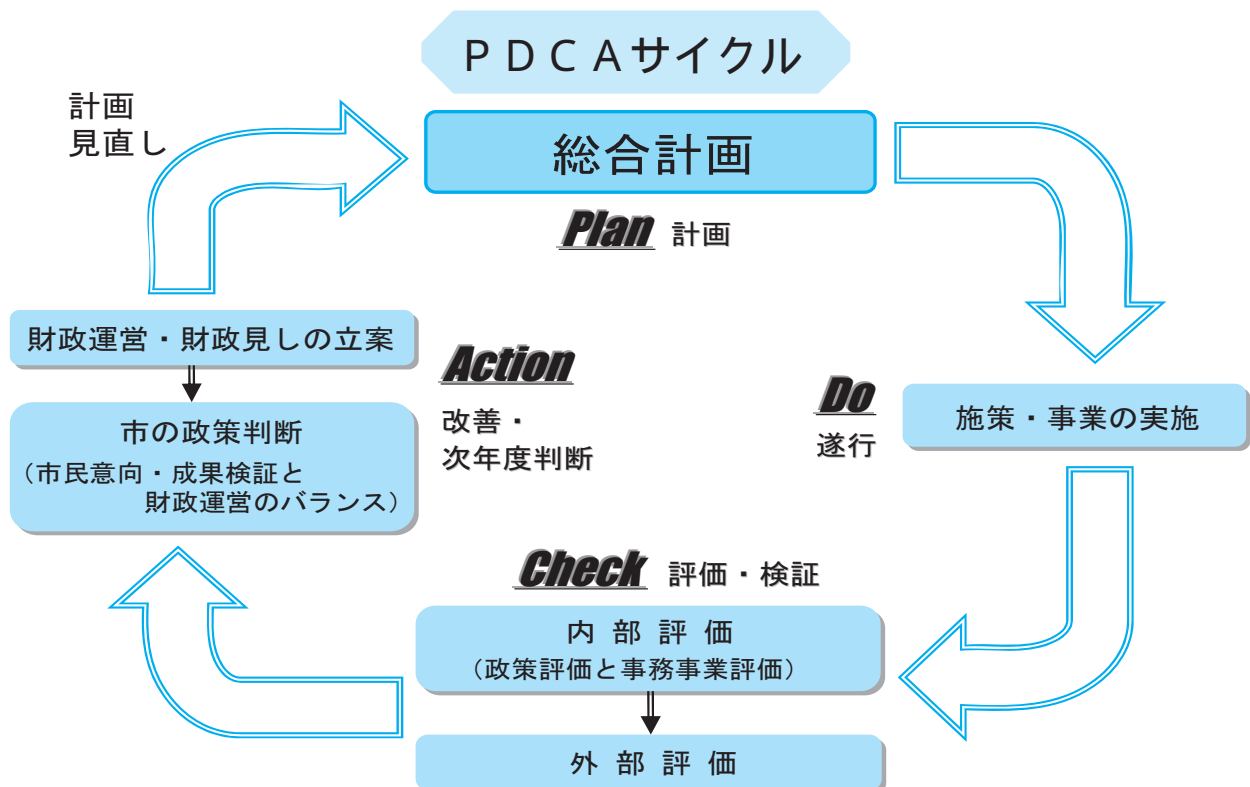 PDCAサイクル
計画
見直し
総合計画
Plan 計画
財政運営・財政見しの立案
Action
改善・
次年度判断
Do
遂行
施策・事業の実施
市の政策判断
(市民意向・成果検証と
財政運営のバランス)
Check 評価・検証
内部評価
(政策評価と事務事業評価)
外部評価